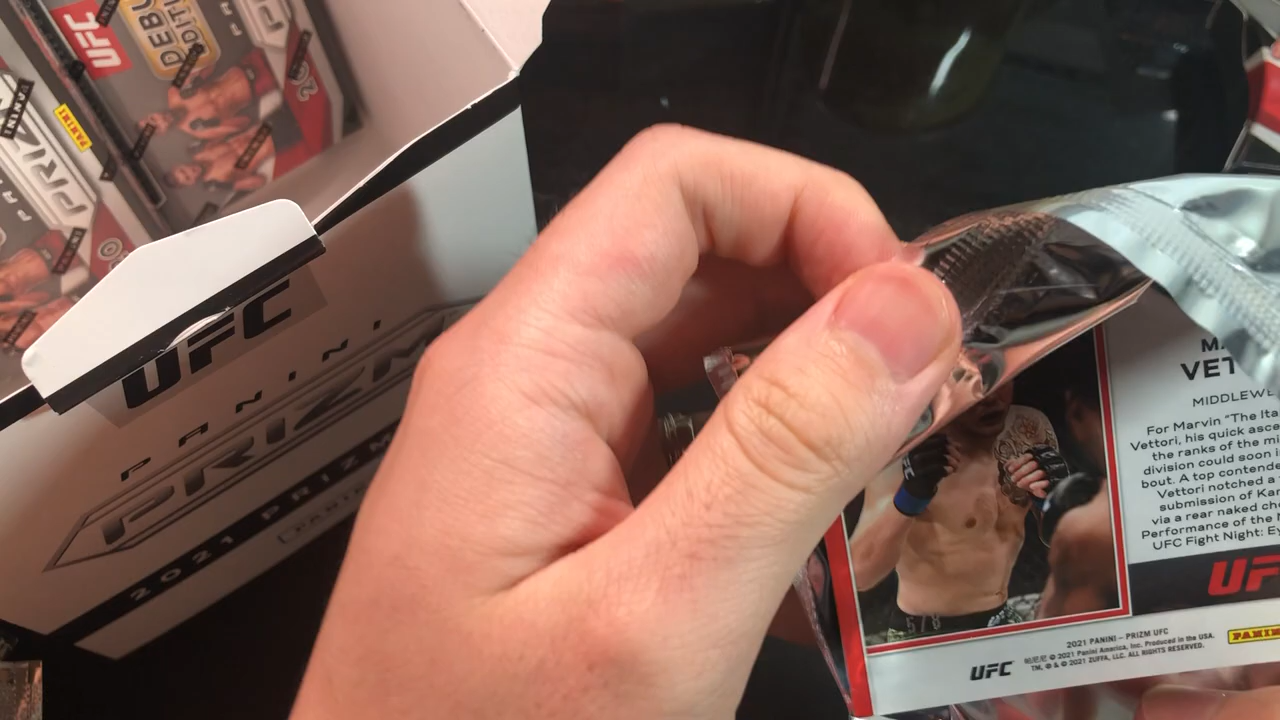 UFC
DEBU
PRIZM
PANINI
UFC
PANINI
PRIZM
2021 PRIZM
PANINI
VET
MIDDLEWE
For Marvin "The Ita
Vettori, his quick asce
the ranks of the mi
division could soon i
bout. A top contende
Vettori notched a
submission of Kar
via a rear naked ch
Performance of the
UFC Fight Night: Ey
UF
2021 PANINI – PRIZM UFC
© 2021 Panini America, Inc. Produced in the USA.
TM, ® & © 2021 ZUFFA, LLC. ALL RIGHTS RESERVED.
UFC
PANINI